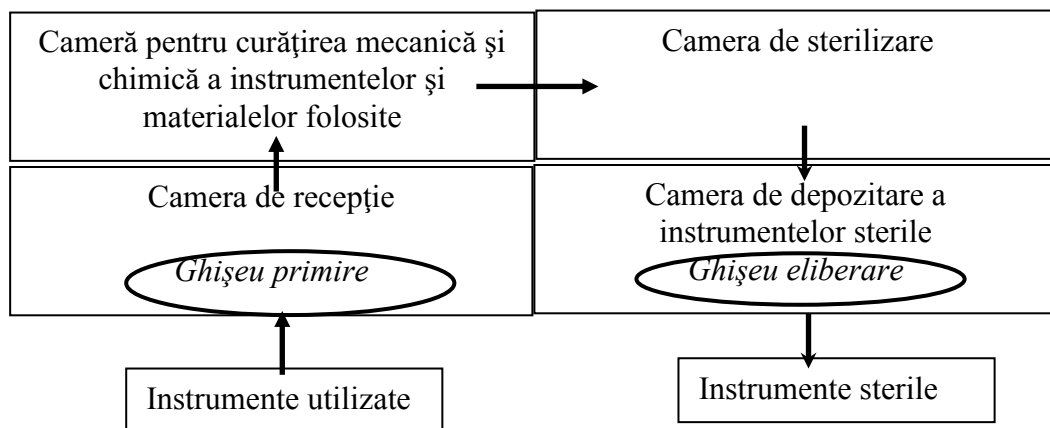 Cameră pentru curăţirea mecanică şi
chimică a instrumentelor şi
materialelor folosite
Camera de sterilizare
Camera de recepţie
Ghişeu primire
Camera de depozitare a
instrumentelor sterile
Ghişeu eliberare
Instrumente utilizate
Instrumente sterile